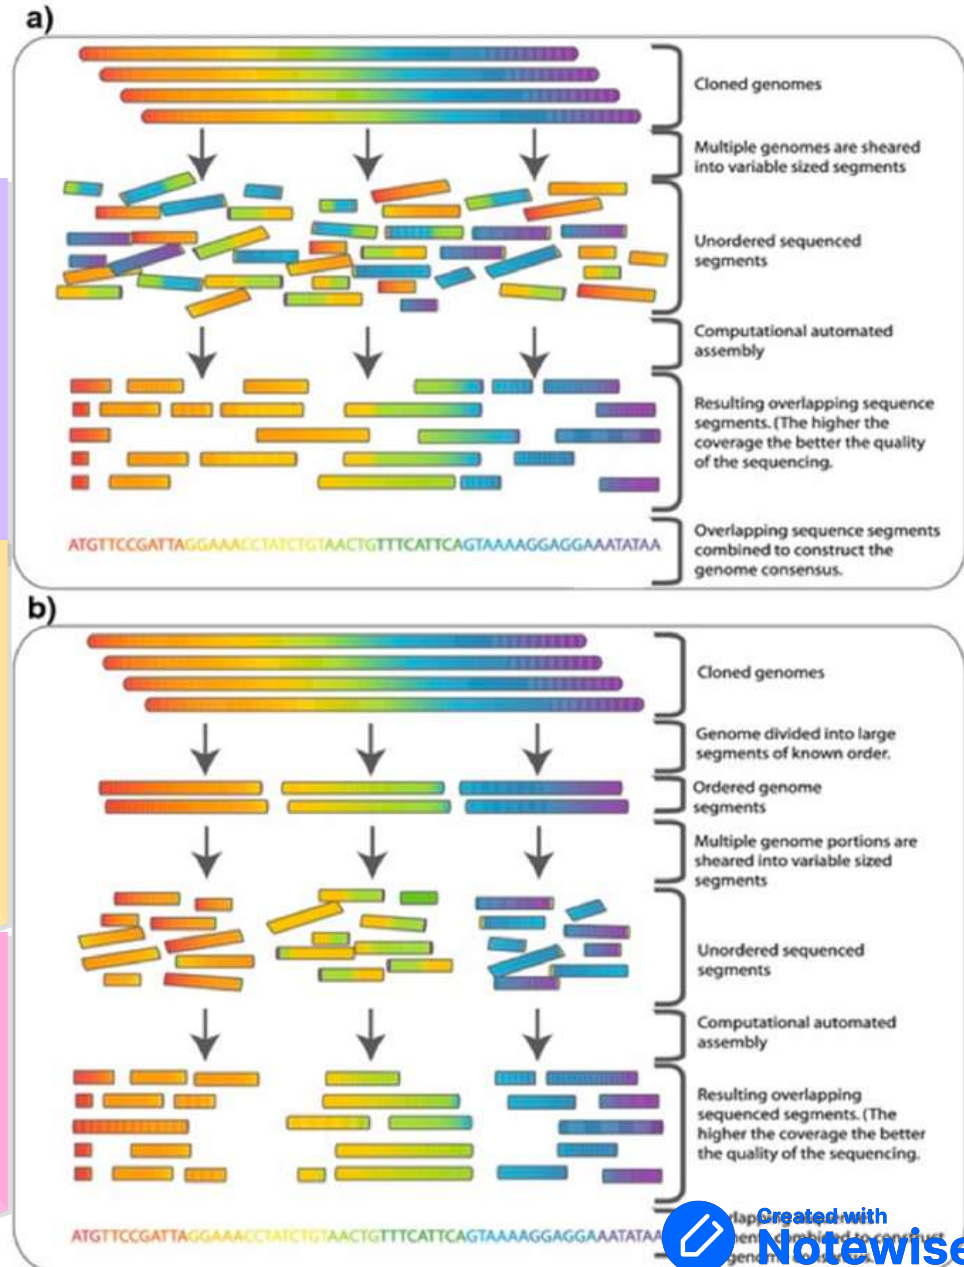 a)
Cloned genomes
Multiple genomes are sheared
into variable sized segments
Unordered sequenced
segments
Computational automated
assembly
Resulting overlapping sequence
segments. (The higher the
coverage the better the quality
of the sequencing.
ATGTTCCGATTAGGAAACCTATCTGTAACTGTTTCATTCAGTAAAAGGAGGAAATATAA
Overlapping sequence segments
combined to construct the
genome consensus.
b)
Cloned genomes
Genome divided into large
segments of known order.
Ordered genome
segments
Multiple genome portions are
sheared into variable sized
segments
Unordered sequenced
segments
Computational automated
assembly
Resulting overlapping
sequenced segments. (The
higher the coverage the better
the quality of the sequencing.
ATGTTCCGATTAGGAAACCTATCTGTAACTGTTTCATTCAGTAAAAGGAGGAAATATAA
combined to construct
Created with
Notewise